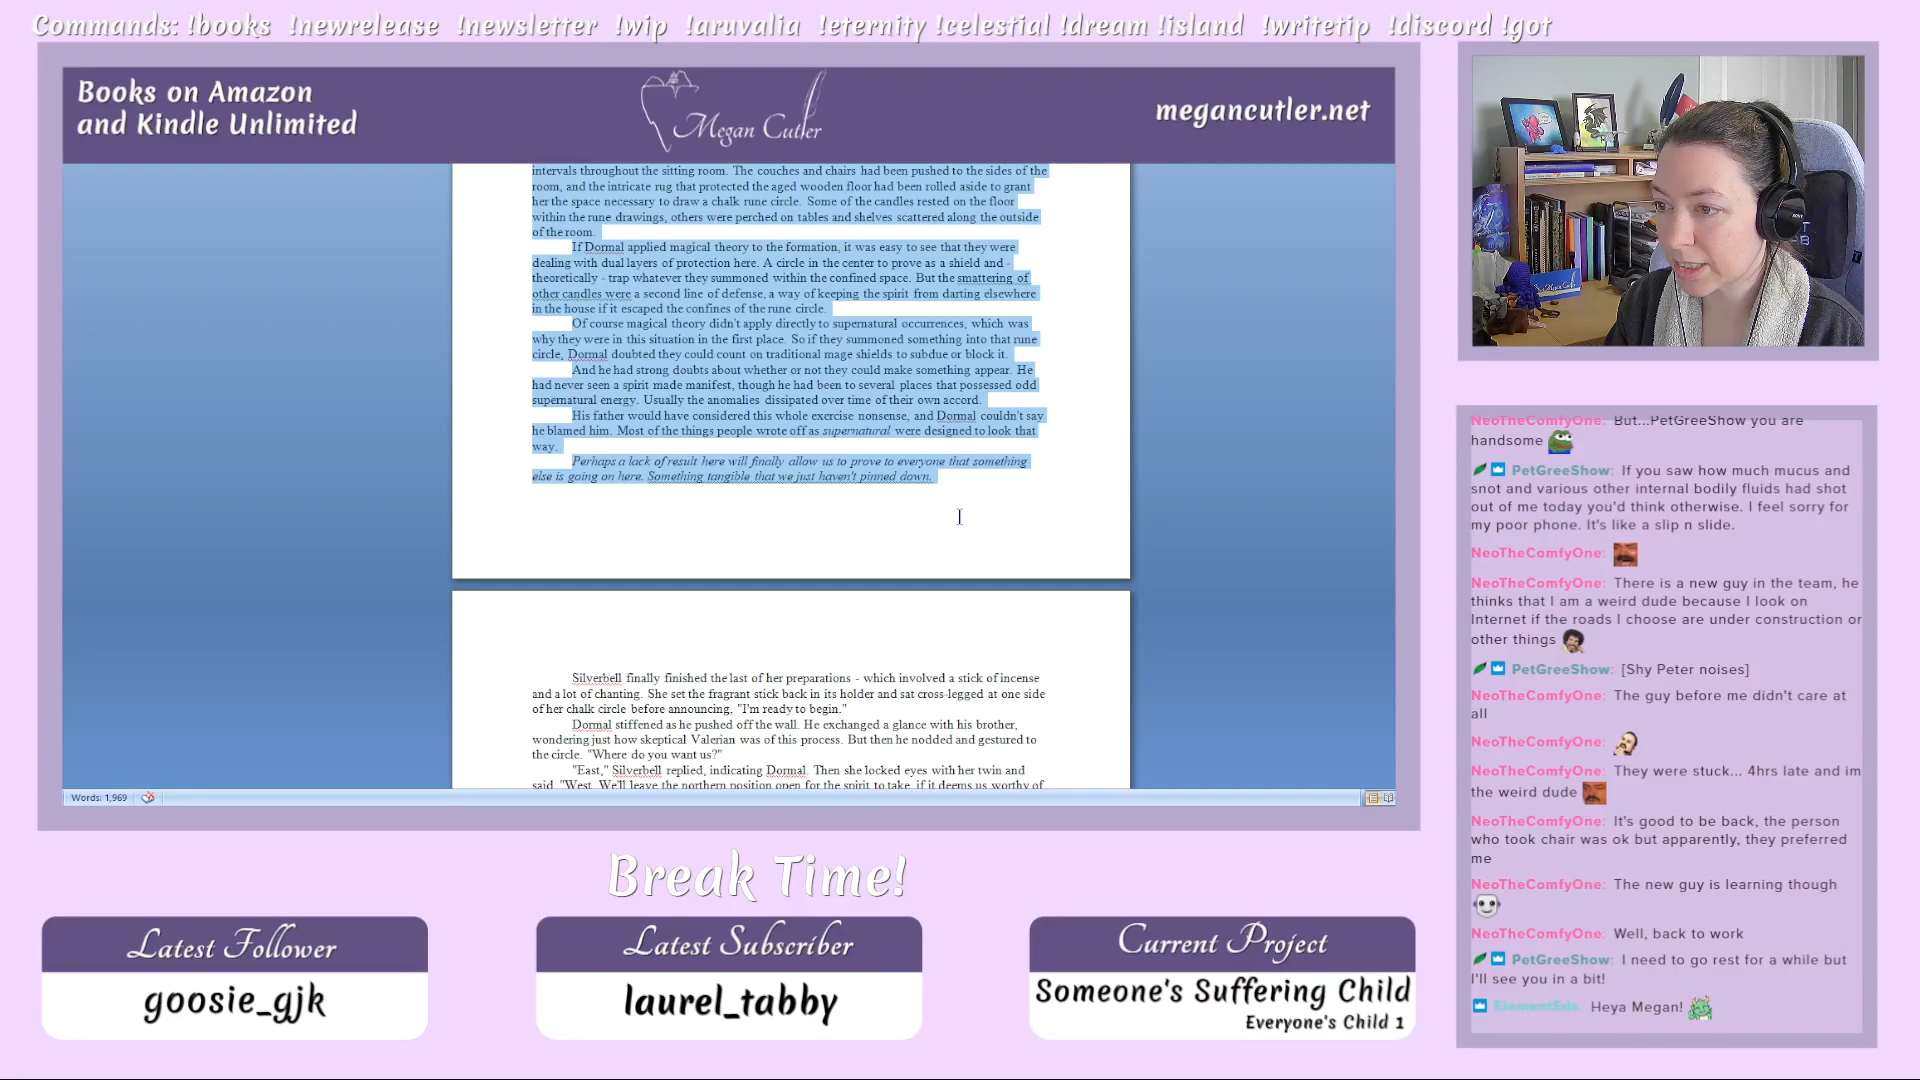 Commands: !books !newrelease !newsletter !wip !aruvalia !eternity !celestial !dream !island !writetip !discord !got
Books on Amazon
and Kindle Unlimited
Megan Cutler
megancutler.net
intervals throughout the sitting room. The couches and chairs had been pushed to the sides of the
room, and the intricate rug that protected the aged wooden floor had been rolled aside to grant
her the space necessary to draw a chalk rune circle. Some of the candles rested on the floor
within the rune drawings, others were perched on tables and shelves scattered along the outside
of the room.
If Dormal applied magical theory to the formation, it was easy to see that they were
dealing with dual layers of protection here. A circle in the center to prove as a shield and -
theoretically - trap whatever they summoned within the confined space. But the smattering of
other candles were a second line of defense, a way of keeping the spirit from darting elsewhere
in the house if it escaped the confines of the rune circle.
Of course magical theory didn't apply directly to supernatural occurrences, which was
why they were in this situation in the first place. So if they summoned something into that rune
circle, Dormal doubted they could count on traditional mage shields to subdue or block it.
And he had strong doubts about whether or not they could make something appear. He
had never seen a spirit made manifest, though he had been to several places that possessed odd
supernatural energy. Usually the anomalies dissipated over time of their own accord.
His father would have considered this whole exercise nonsense, and Dormal couldn't say
he blamed him. Most of the things people wrote off as supernatural were designed to look that
way.
Perhaps a lack of result here will finally allow us to prove to everyone that something
else is going on here. Something tangible that we just haven't pinned down.
Silverbell finally finished the last of her preparations - which involved a stick of incense
and a lot of chanting. She set the fragrant stick back in its holder and sat cross-legged at one side
of her chalk circle before announcing, "I'm ready to begin."
Dormal stiffened as he pushed off the wall. He exchanged a glance with his brother,
wondering just how skeptical Valerian was of this process. But then he nodded and gestured to
the circle. "Where do you want us?"
"East," Silverbell replied, indicating Dormal. Then she locked eyes with her twin and
said, "West. We'll leave the northern position open for the spirit to take, if it deems us worthy of
Words: 1,969
Break Time!
Latest Follower
goosie_gjk
Latest Subscriber
laurel_tabby
Current Project
Someone's Suffering Child
Everyone's Child 1
NeoTheComfyOne: But...PetGreeShow you are
handsome
PetGreeShow: If you saw how much mucus and
snot and various other internal bodily fluids had shot
out of me today you'd think otherwise. I feel sorry for
my poor phone. It's like a slip n slide.
NeoTheComfyOne:
NeoTheComfyOne: There is a new guy in the team, he
thinks that I am a weird dude because I look on
Internet if the roads I choose are under construction or
other things
PetGreeShow: [Shy Peter noises]
NeoTheComfyOne: The guy before me didn't care at
all
NeoTheComfyOne:
NeoTheComfyOne: They were stuck... 4hrs late and im
the weird dude
NeoTheComfyOne: It's good to be back, the person
who took chair was ok but apparently, they preferred
me
NeoTheComfyOne: The new guy is learning though
NeoTheComfyOne: Well, back to work
PetGreeShow: I need to go rest for a while but
I'll see you in a bit!
ElementEds: Heya Megan!